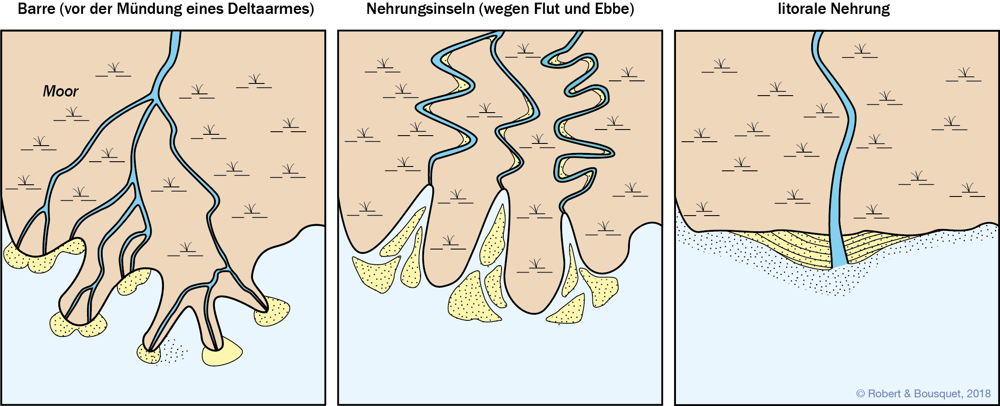 Barre (vor der Mündung eines Deltaarmes)
Nehrungsinseln (wegen Flut und Ebbe)
litorale Nehrung
Moor
© Robert & Bousquet, 2018